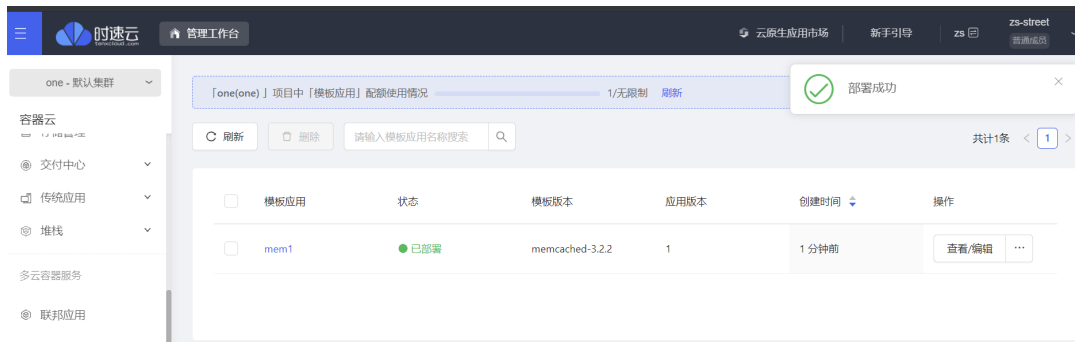 时速云
tenxcloud.com
管理工作台
云原生应用市场
新手引导
zs
zs-street
普通成员
one - 默认集群
容器云
交付中心
传统应用
堆栈
多云容器服务
联邦应用
「one(one) 」项目中「模板应用」配额使用情况
1/无限制
刷新
部署成功
刷新
删除
请输入模板应用名称搜索
共计1条
1
模板应用
状态
模板版本
应用版本
创建时间
操作
mem1
已部署
memcached-3.2.2
1
1 分钟前
查看/编辑
···